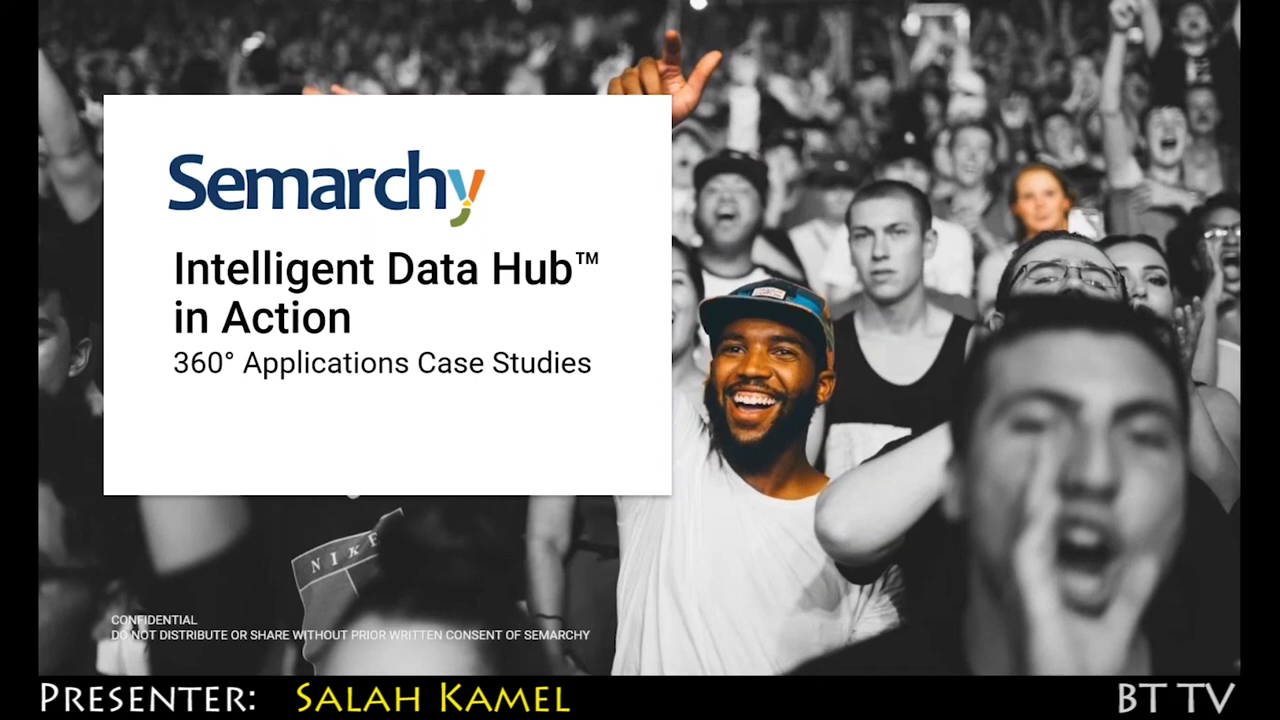 Semarchy
Intelligent Data Hub™
in Action
360° Applications Case Studies
NIKE
CONFIDENTIAL
DO NOT DISTRIBUTE OR SHARE WITHOUT PRIOR WRITTEN CONSENT OF SEMARCHY
PRESENTER: SALAH KAMEL
BT TV